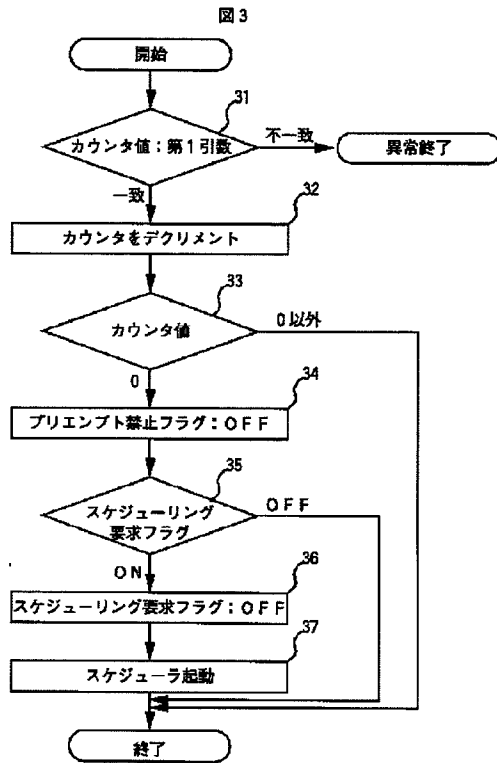 図3
開始
31
カウンタ値：第1引数
不一致
異常終了
一致
32
カウンタをデクリメント
33
カウンタ値
0以外
0
34
プリエンプト禁止フラグ：OFF
35
スケジューリング
要求フラグ
OFF
ON
36
スケジューリング要求フラグ：OFF
37
スケジューラ起動
終了